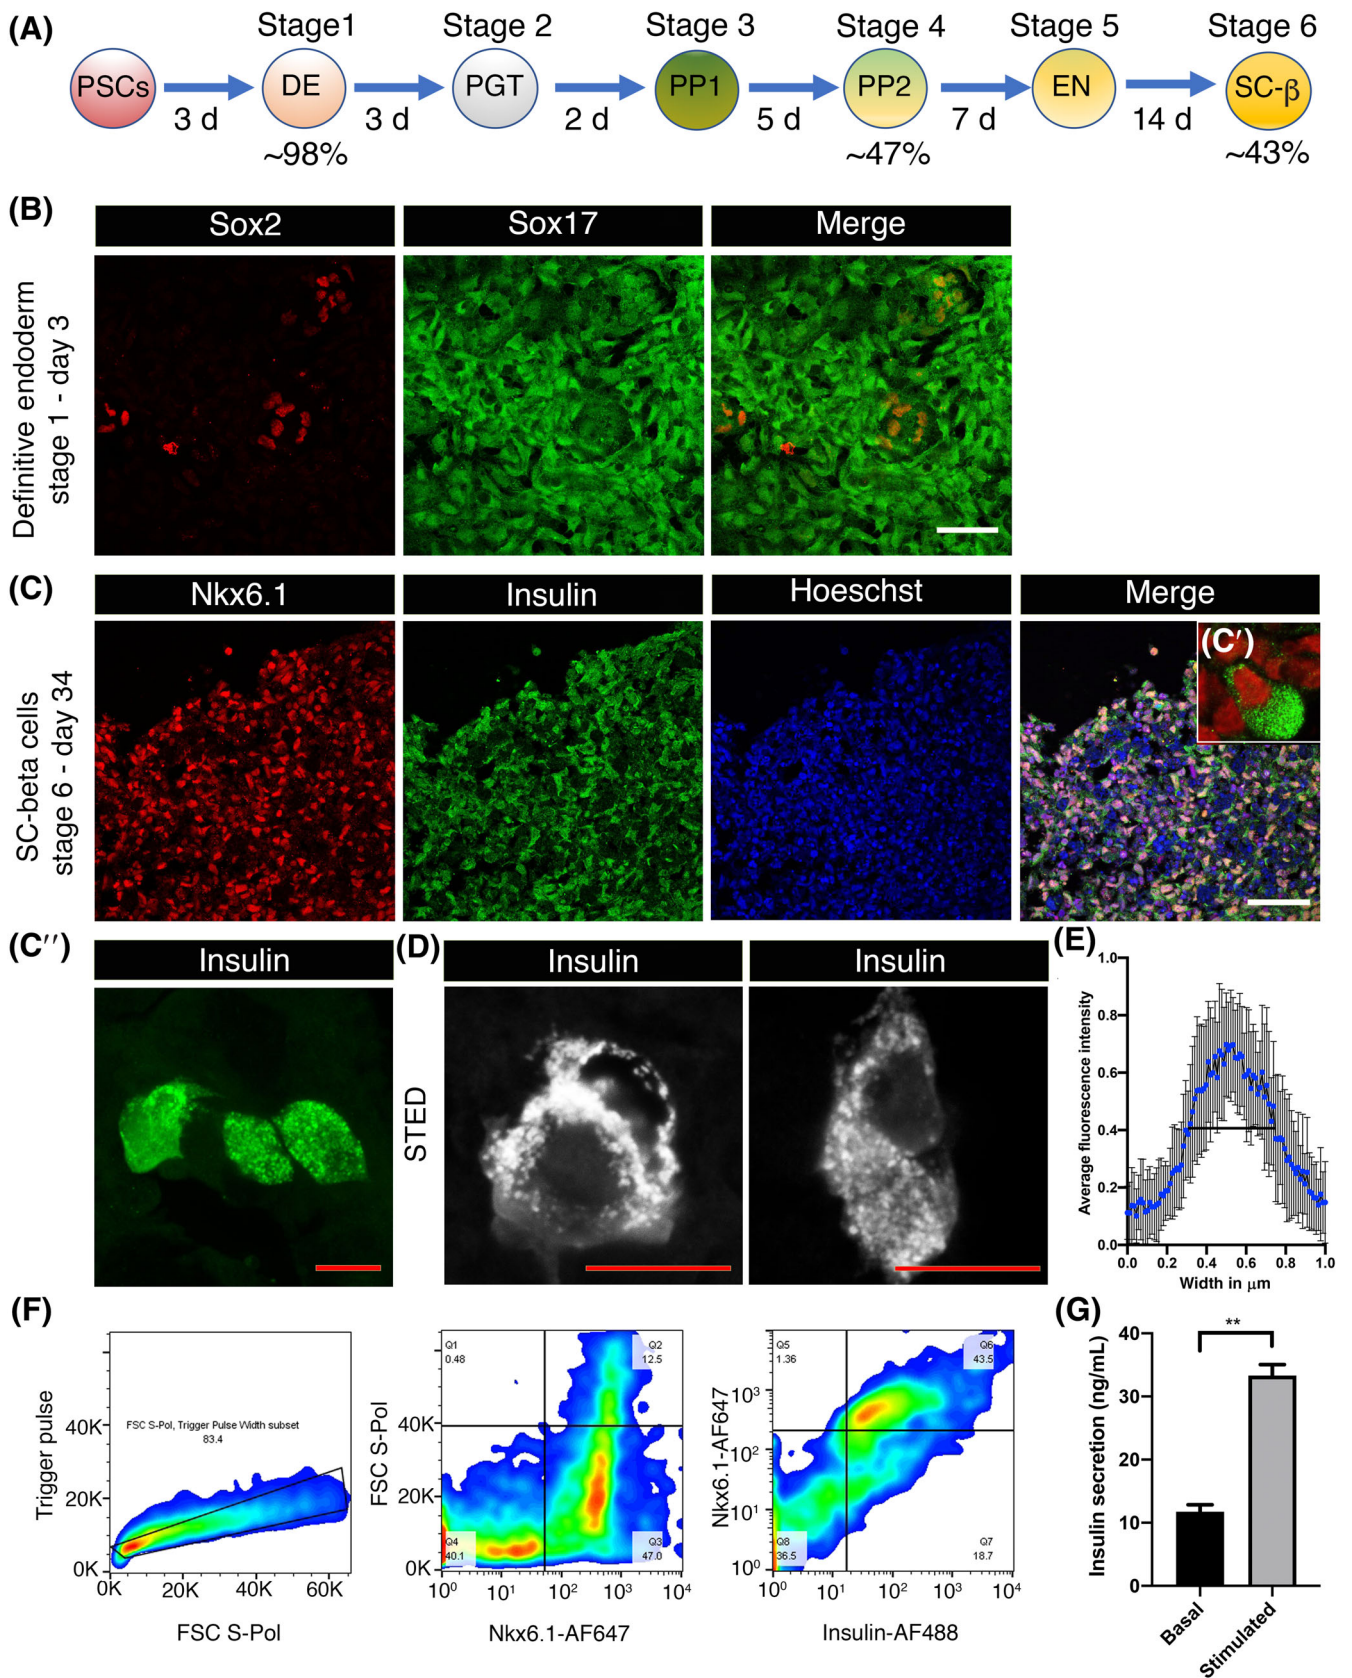 (A)
Stage1 Stage 2 Stage 3 Stage 4 Stage 5 Stage 6
PSCs DE PGT PP1 PP2 EN SC-β
3 d 3 d 2 d 5 d 7 d 14 d
~98% ~47% ~43%
(B)
Sox2 Sox17 Merge
Definitive endoderm
stage 1 - day 3
(C)
Nkx6.1 Insulin Hoeschst Merge
(C′)
SC-beta cells
stage 6 - day 34
(C″)
Insulin
(D)
Insulin Insulin
STED
(E)
Average fluorescence intensity
1.0
0.8
0.6
0.4
0.2
0.0
0.0 0.2 0.4 0.6 0.8 1.0
Width in μm
(F)
Trigger pulse
40K
20K
0K
FSC S-Pol, Trigger Pulse Width subset
83.4
0K 20K 40K 60K
FSC S-Pol
FSC S-Pol
40K
20K
0K
Q1
0.48
Q2
12.5
Q4
40.1
Q3
47.0
10⁰ 10¹ 10² 10³ 10⁴
Nkx6.1-AF647
Nkx6.1-AF647
10³
10²
10¹
10⁰
Q5
1.36
Q6
43.5
Q8
36.5
Q7
18.7
10⁰ 10¹ 10² 10³ 10⁴
Insulin-AF488
(G)
Insulin secretion (ng/mL)
40
30
20
10
0
**
Basal
Stimulated